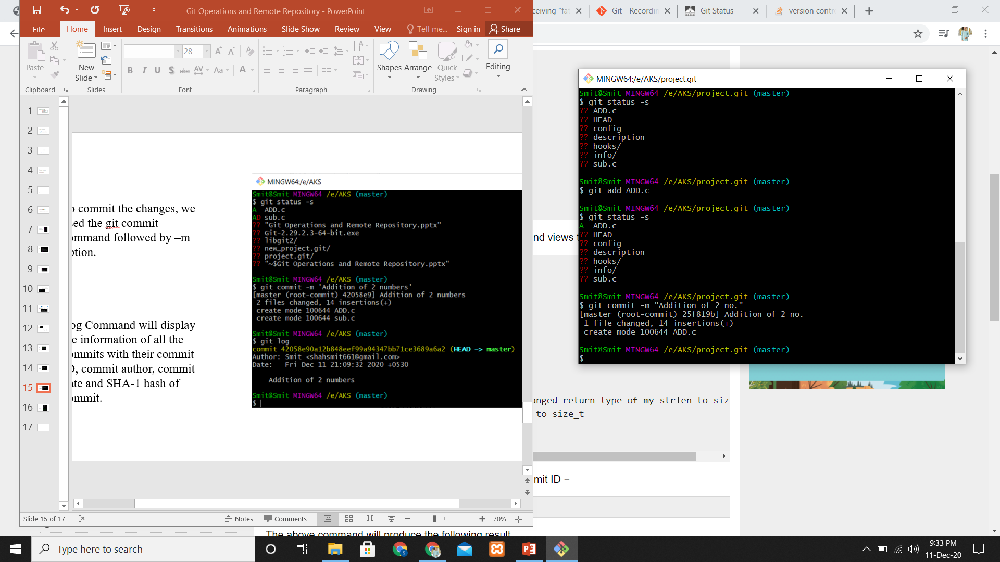 Git Operations and Remote Repository - PowerPoint
File Home Insert Design Transitions Animations Slide Show Review View Tell me... Sign in Share
Paste
New
Slide
28
B I U S abc AV Aa A
Shapes Arrange Quick
Styles
Editing
Clipboard Slides Font Paragraph Drawing
1
2
3
4
5
6
7
8
9
10
11
12
13
14
15
16
17
commit the changes, we
ed the git commit
ommand followed by –m
ption.
og Command will display
e information of all the
ommits with their commit
D, commit author, commit
ate and SHA-1 hash of
ommit.
MINGW64:/e/AKS
Smit@Smit MINGW64 /e/AKS (master)
$ git status -s
A  ADD.c
AD sub.c
?? "Git Operations and Remote Repository.pptx"
?? Git-2.29.2.3-64-bit.exe
?? libgit2/
?? new_project.git/
?? project.git/
?? "~$Git Operations and Remote Repository.pptx"
Smit@Smit MINGW64 /e/AKS (master)
$ git commit -m 'Addition of 2 numbers'
[master (root-commit) 42058e9] Addition of 2 numbers
2 files changed, 14 insertions(+)
create mode 100644 ADD.c
create mode 100644 sub.c
Smit@Smit MINGW64 /e/AKS (master)
$ git log
commit 42058e90a12b848eef99a94347bb71ce3689a6a2 (HEAD -> master)
Author: Smit <shahsmit661@gmail.com>
Date:   Fri Dec 11 21:09:32 2020 +0530
Addition of 2 numbers
Smit@Smit MINGW64 /e/AKS (master)
$
Slide 15 of 17 Notes Comments 70%
ceiving "fat Git - Recordin Git Status version contr
nd views
anged return type of my_strlen to siz
to size_t
mit ID −
The above command will produce the following result
MINGW64:/e/AKS/project.git
Smit@Smit MINGW64 /e/AKS/project.git (master)
$ git status -s
?? ADD.c
?? HEAD
?? config
?? description
?? hooks/
?? info/
?? sub.c
Smit@Smit MINGW64 /e/AKS/project.git (master)
$ git add ADD.c
Smit@Smit MINGW64 /e/AKS/project.git (master)
$ git status -s
A  ADD.c
?? HEAD
?? config
?? description
?? hooks/
?? info/
?? sub.c
Smit@Smit MINGW64 /e/AKS/project.git (master)
$ git commit -m "Addition of 2 no."
[master (root-commit) 25f819b] Addition of 2 no.
1 file changed, 14 insertions(+)
create mode 100644 ADD.c
Smit@Smit MINGW64 /e/AKS/project.git (master)
$
Type here to search
9:33 PM
11-Dec-20